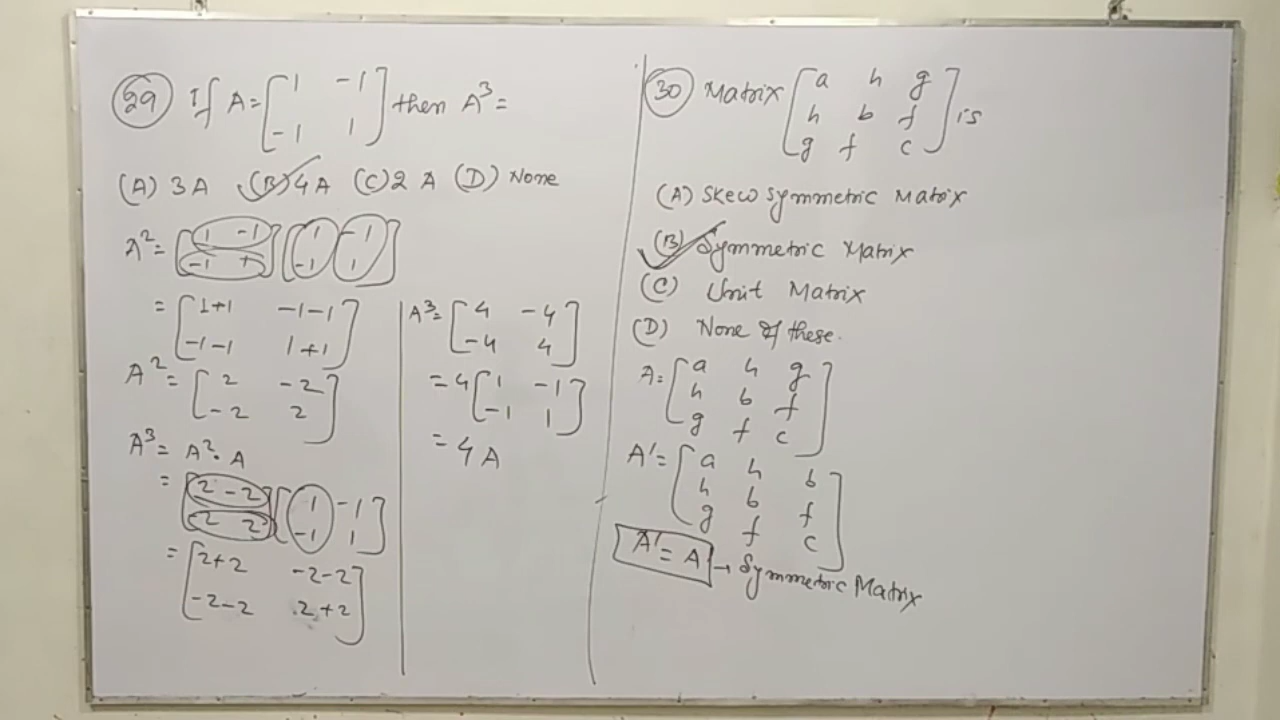 29 If A = [ 1 -1
-1 1 ] then A³ =
(A) 3A (B) 4A (C) 2 A (D) None
A² = [ 1 -1
-1 + ] [ 1 -1
-1 1 ]
= [ 1+1 -1-1
-1-1 1+1 ]
A² = [ 2 -2
-2 2 ]
A³ = A² . A
= [ 2 -2
-2 2 ] [ 1 -1
-1 1 ]
= [ 2+2 -2-2
-2-2 2+2 ]
A³ = [ 4 -4
-4 4 ]
= 4 [ 1 -1
-1 1 ]
= 4A
30 Matrix [ a h g
h b f
g f c ] is
(A) Skew Symmetric Matrix
(B) Symmetric Matrix
(C) Unit Matrix
(D) None of these.
A = [ a h g
h b f
g f c ]
A' = [ a h b
h b f
g f c ]
A' = A → Symmetric Matrix